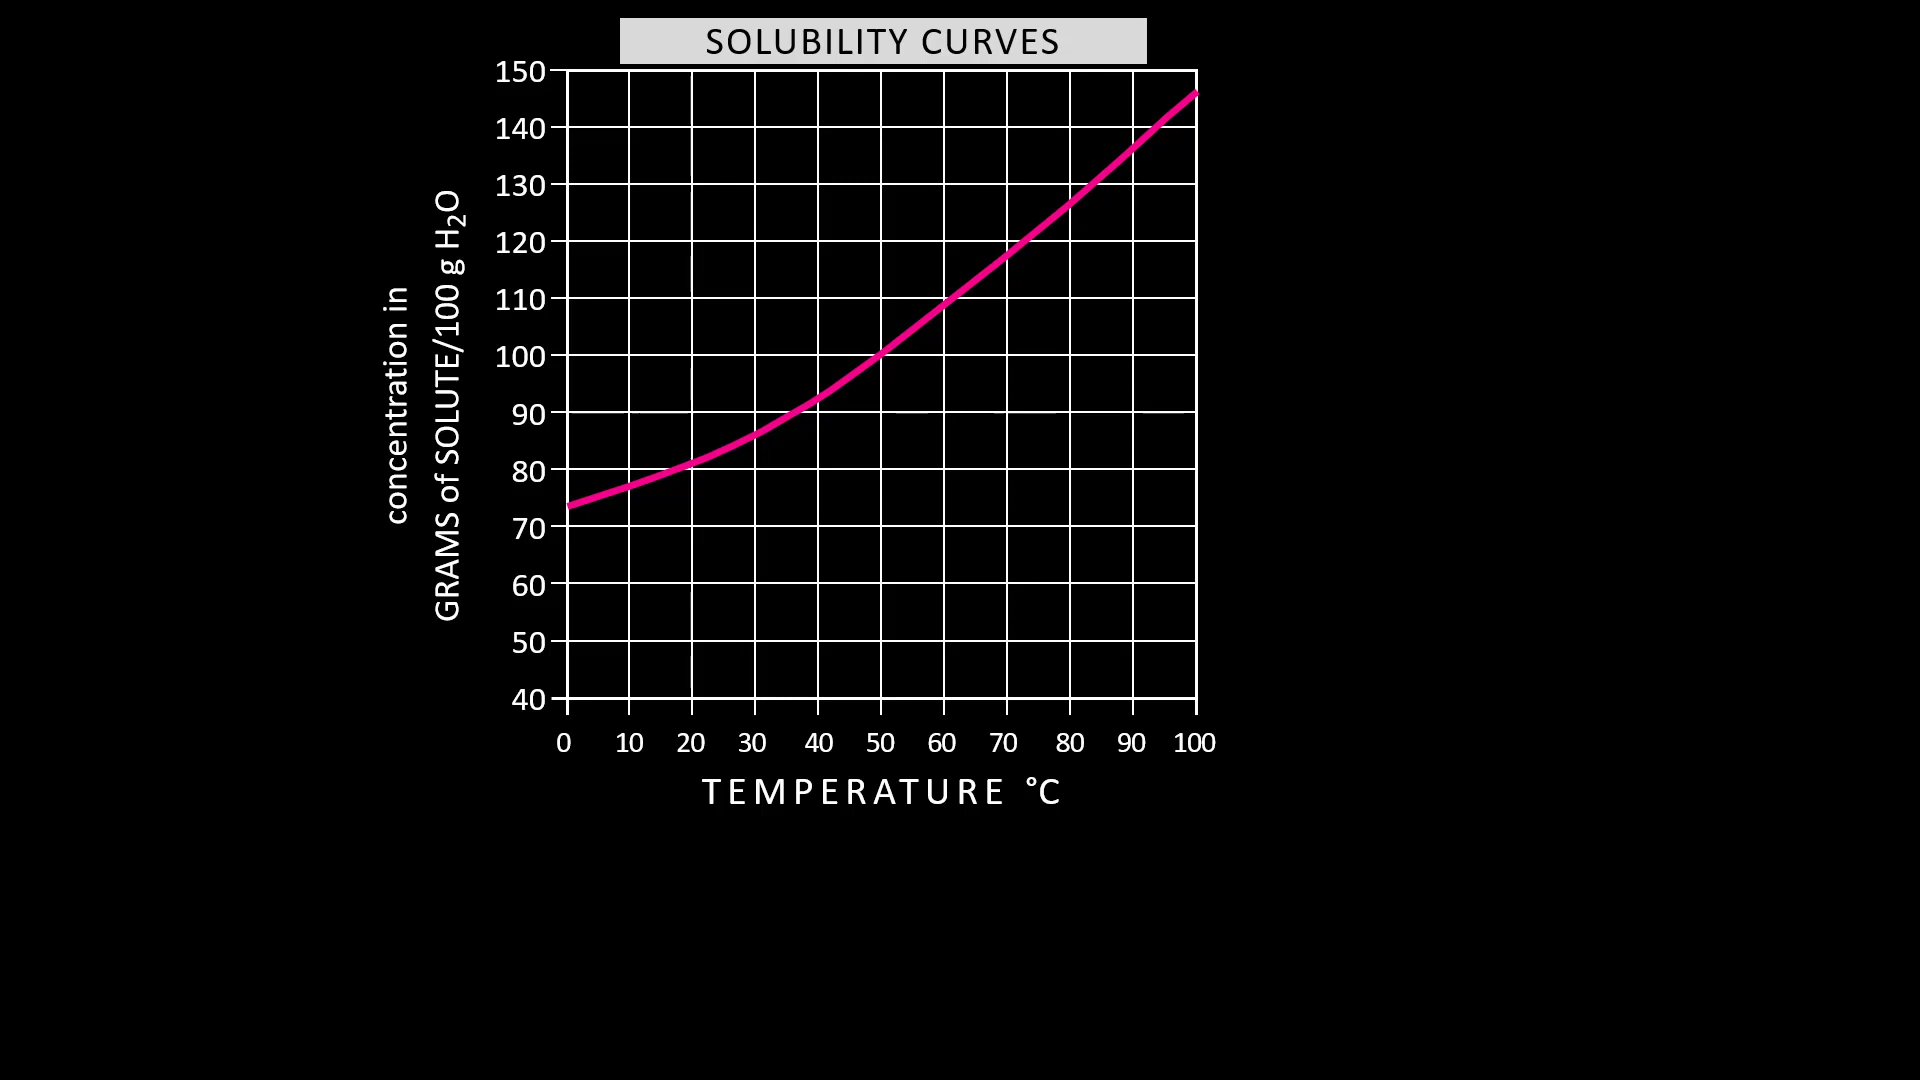 SOLUBILITY CURVES
concentration in
GRAMS of SOLUTE/100 g H₂O
150
140
130
120
110
100
90
80
70
60
50
40
0 10 20 30 40 50 60 70 80 90 100
TEMPERATURE °C